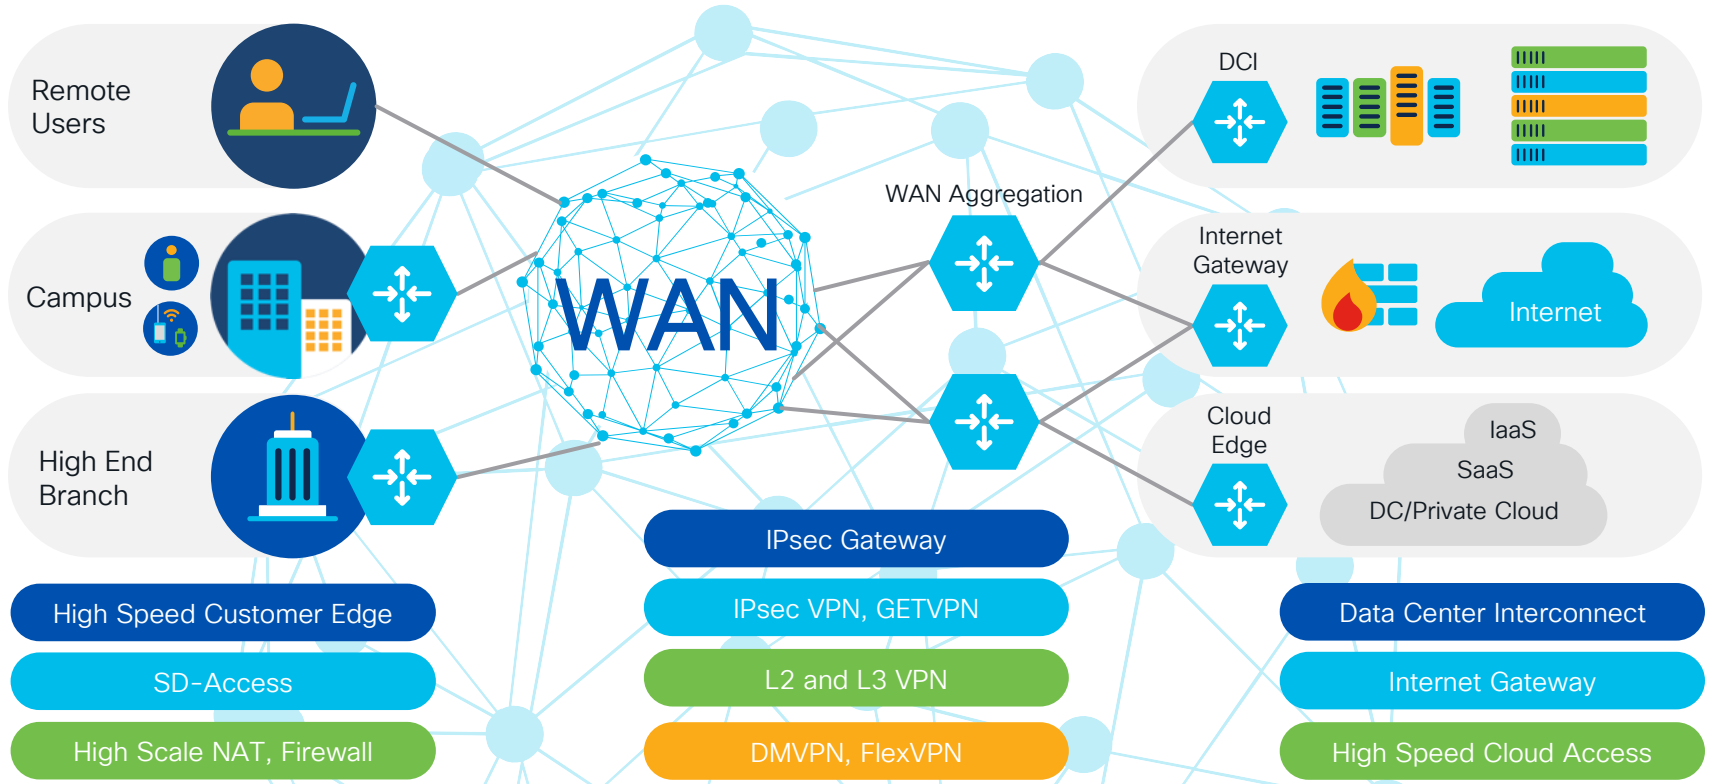 Remote
Users
Campus
High End
Branch
WAN
WAN Aggregation
DCI
Internet
Gateway
Internet
Cloud
Edge
IaaS
SaaS
DC/Private Cloud
High Speed Customer Edge
SD-Access
High Scale NAT, Firewall
IPsec Gateway
IPsec VPN, GETVPN
L2 and L3 VPN
DMVPN, FlexVPN
Data Center Interconnect
Internet Gateway
High Speed Cloud Access